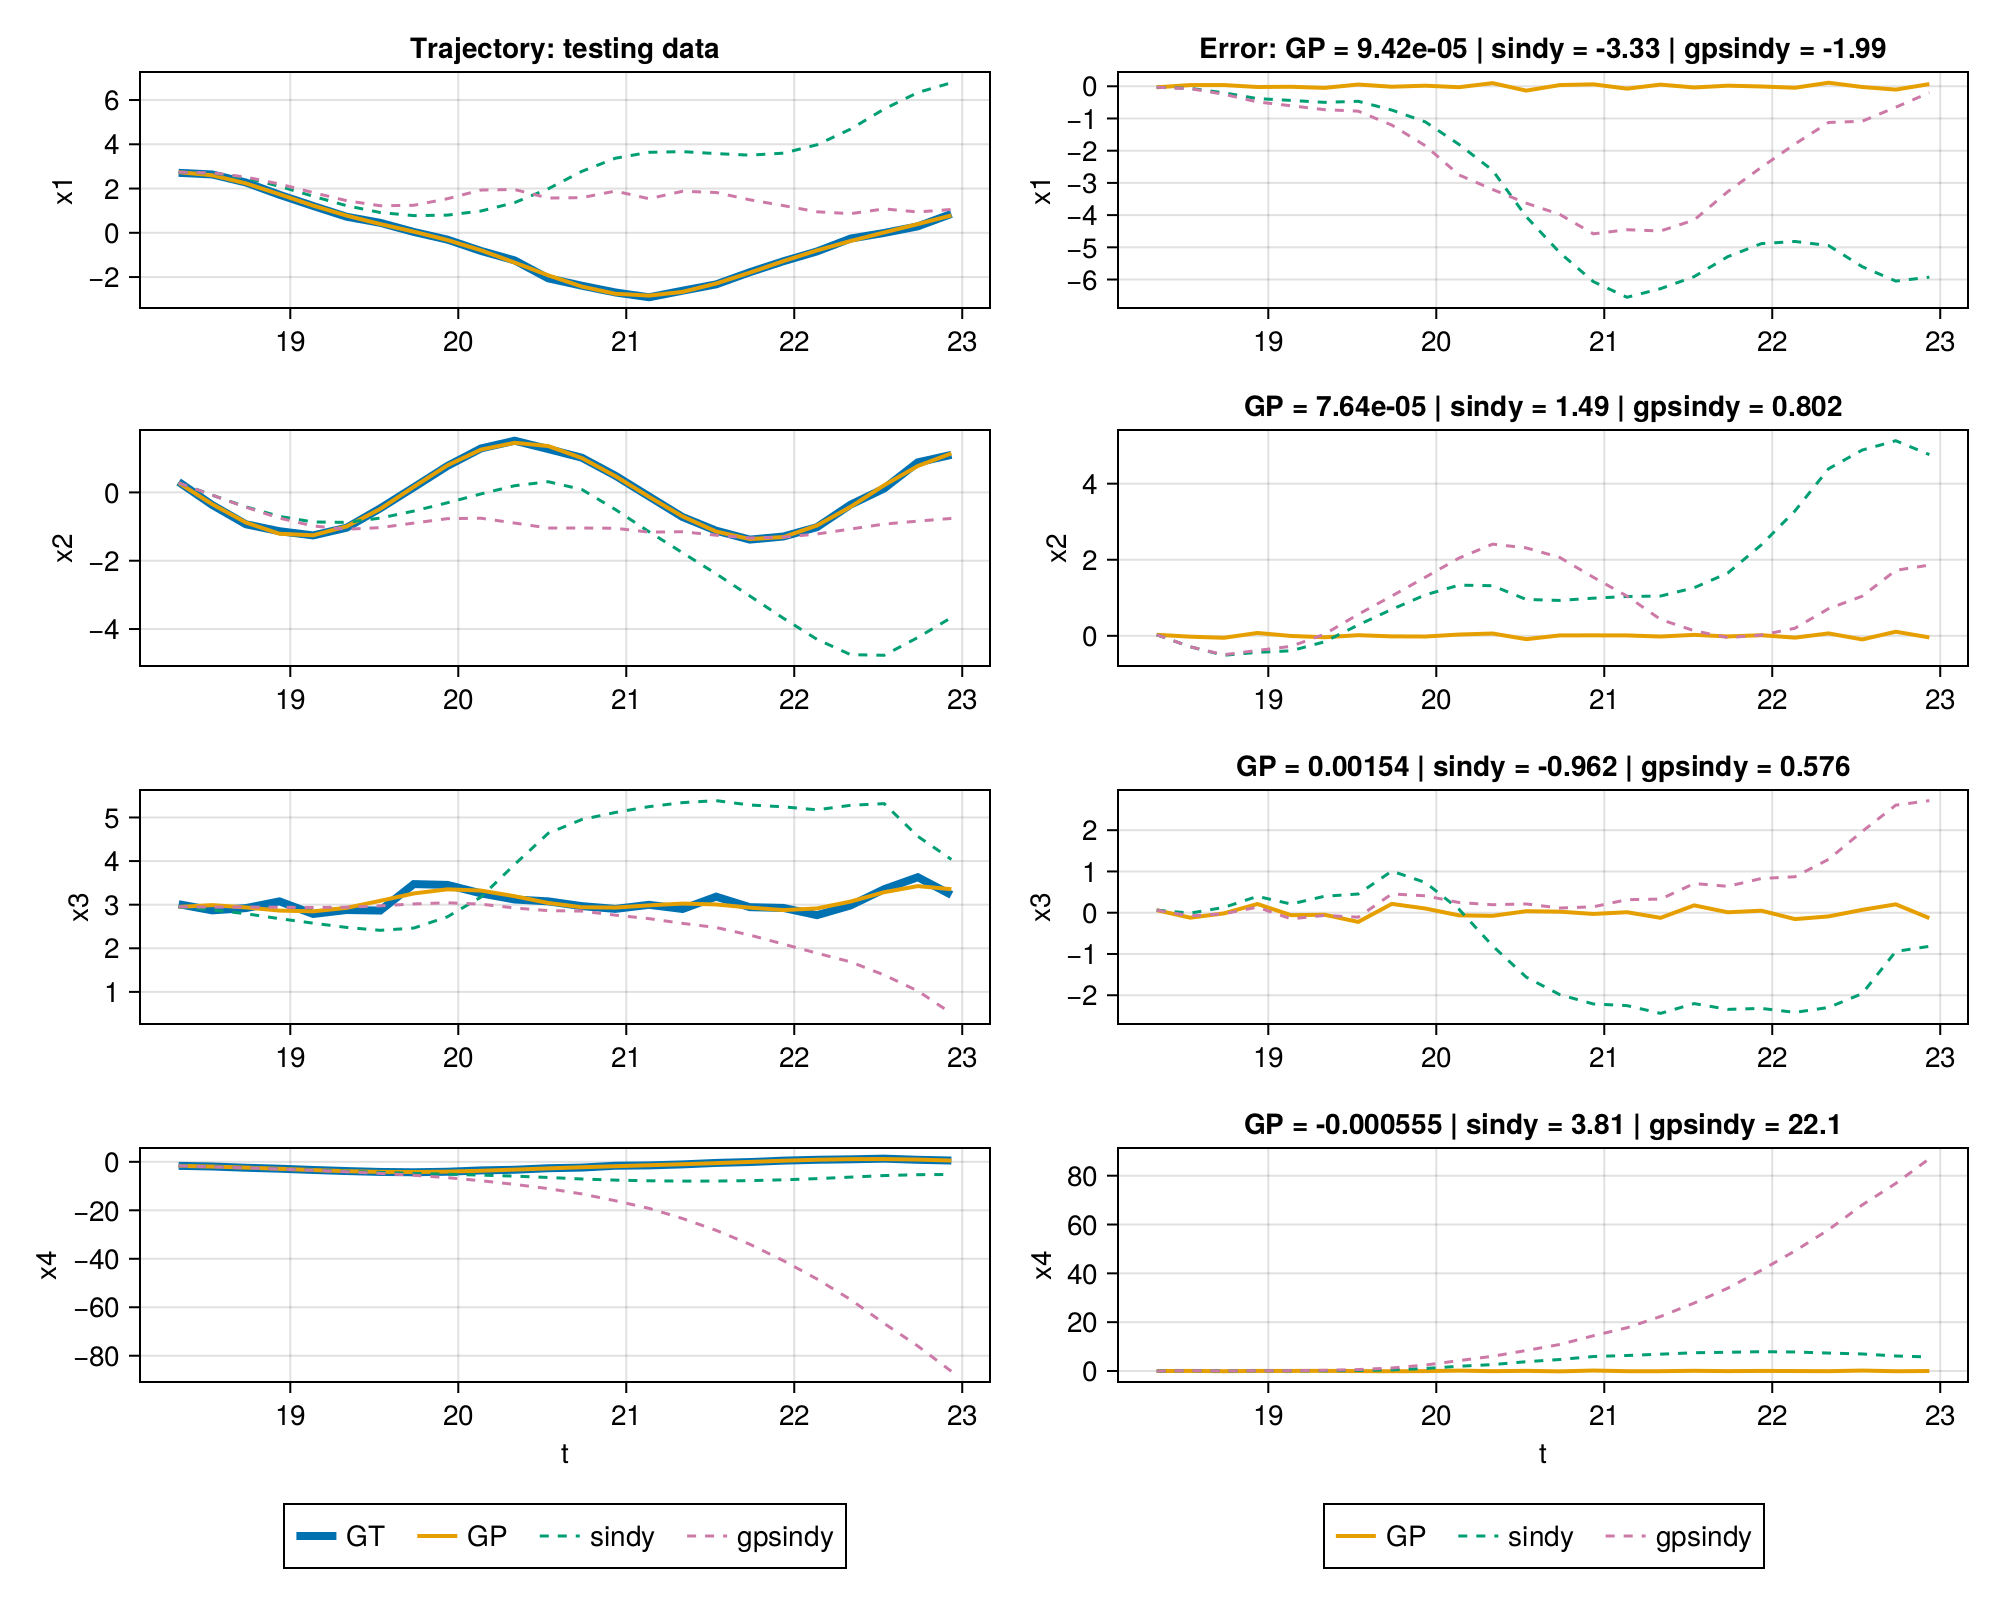 Trajectory: testing data
Error: GP = 9.42e-05 | sindy = -3.33 | gpsindy = -1.99
x1
6
4
2
0
−2
19 20 21 22 23
x1
0
−1
−2
−3
−4
−5
−6
19 20 21 22 23
GP = 7.64e-05 | sindy = 1.49 | gpsindy = 0.802
x2
0
−2
−4
19 20 21 22 23
x2
4
2
0
19 20 21 22 23
GP = 0.00154 | sindy = -0.962 | gpsindy = 0.576
x3
5
4
3
2
1
19 20 21 22 23
x3
2
1
0
−1
−2
19 20 21 22 23
GP = -0.000555 | sindy = 3.81 | gpsindy = 22.1
x4
0
−20
−40
−60
−80
19 20 21 22 23
t
x4
80
60
40
20
0
19 20 21 22 23
t
GT GP sindy gpsindy
GP sindy gpsindy